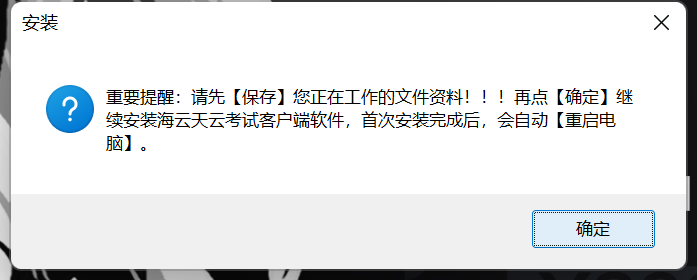 安装
重要提醒：请先【保存】您正在工作的文件资料！！！再点【确定】继
续安装海云天云考试客户端软件，首次安装完成后，会自动【重启电
脑】。
确定